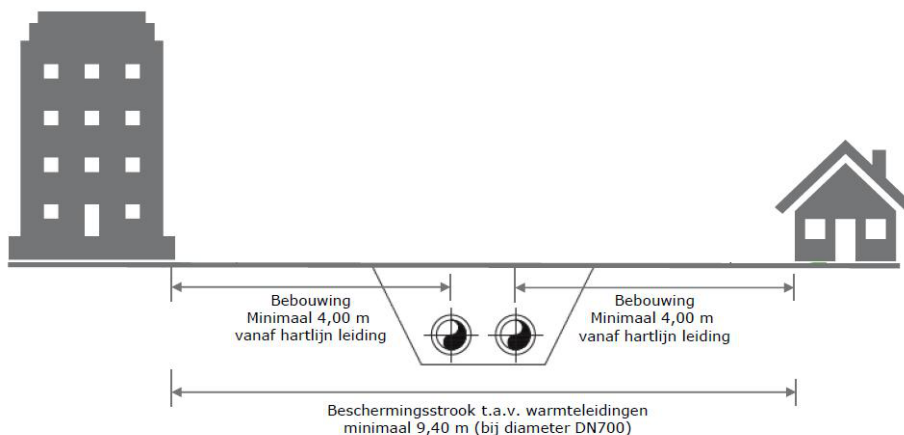 Bebouwing
Minimaal 4,00 m
vanaf hartlijn leiding
Bebouwing
Minimaal 4,00 m
vanaf hartlijn leiding
Beschermingsstrook t.a.v. warmteleidingen
minimaal 9,40 m (bij diameter DN700)